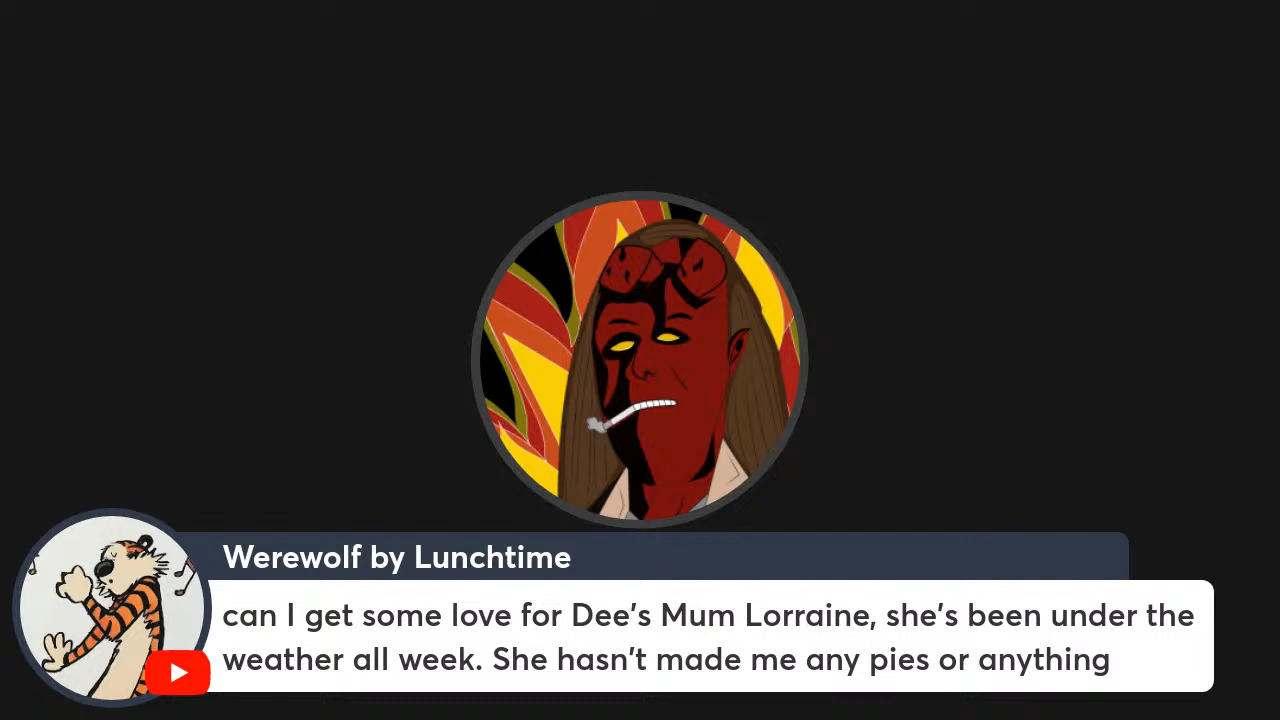 Werewolf by Lunchtime
can I get some love for Dee's Mum Lorraine, she's been under the
weather all week. She hasn't made me any pies or anything